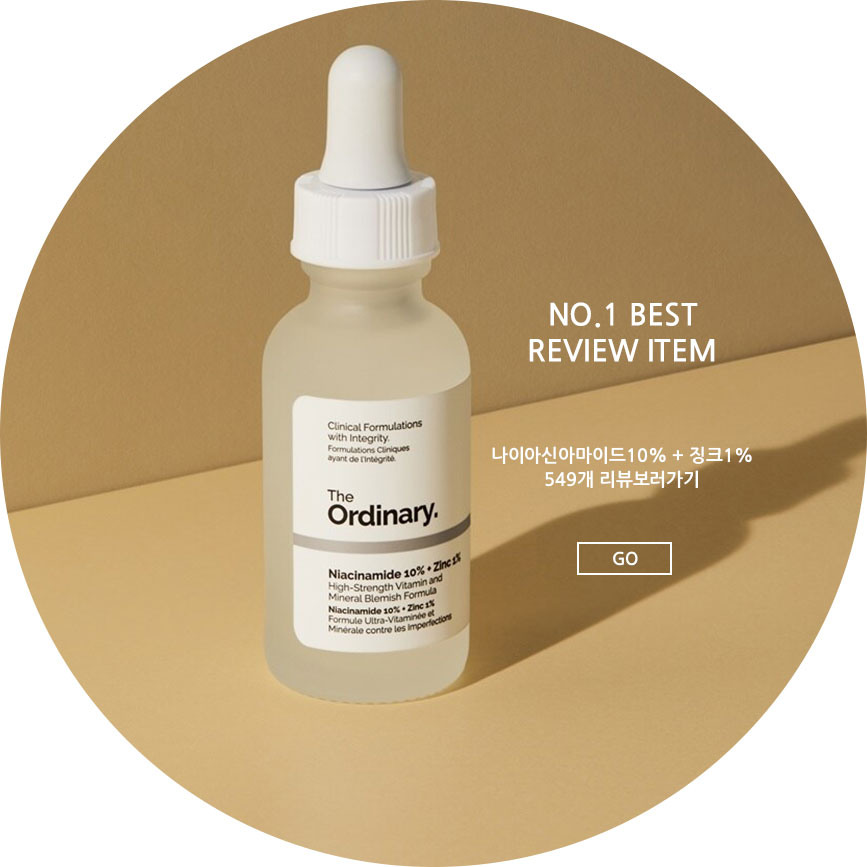 Clinical Formulations
with Integrity.
Formulations Cliniques
ayant de l'Intégrité.
The
Ordinary.
Niacinamide 10% + Zinc 1%
High-Strength Vitamin and
Mineral Blemish Formula
Niacinamide 10% + Zinc 1%
Formule Ultra-Vitaminée et
Minérale contre les Imperfections
NO.1 BEST
REVIEW ITEM
나이아신아마이드10% + 징크1%
549개 리뷰보러가기
GO